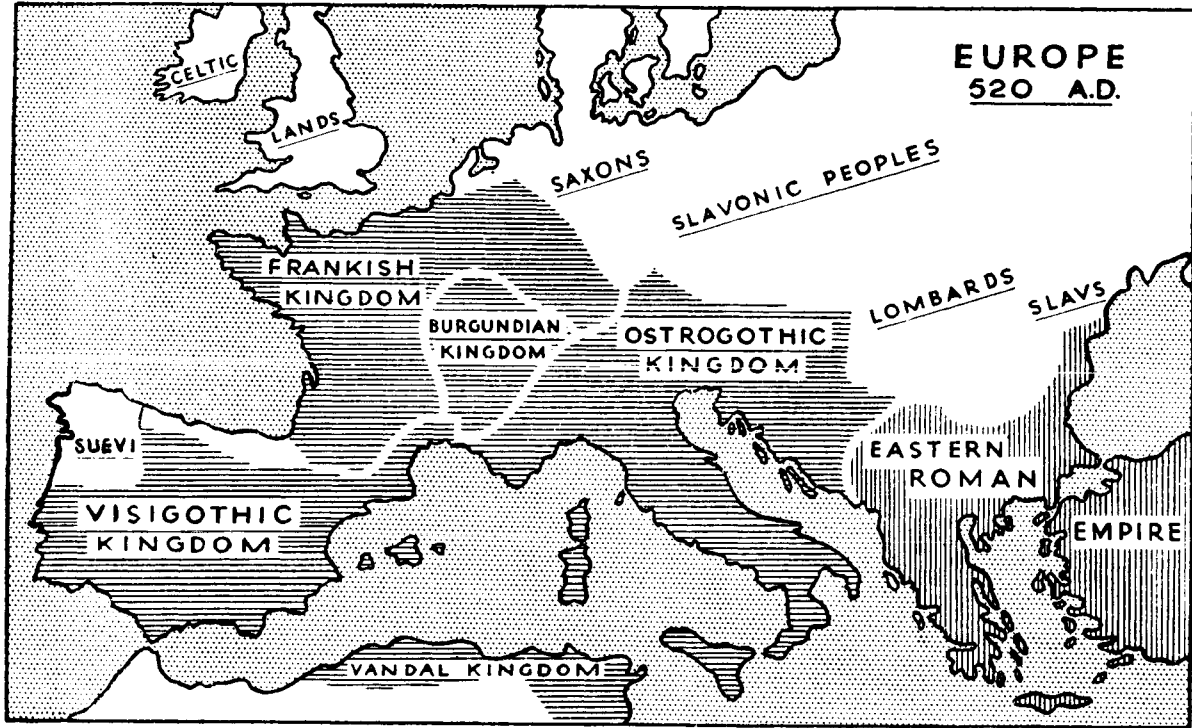 EUROPE
520 A.D.
CELTIC
LANDS
SAXONS
SLAVONIC PEOPLES
FRANKISH
KINGDOM
LOMBARDS
SLAVS
BURGUNDIAN
KINGDOM
OSTROGOTHIC
KINGDOM
SUEVI
EASTERN
ROMAN
EMPIRE
VISIGOTHIC
KINGDOM
VANDAL KINGDOM